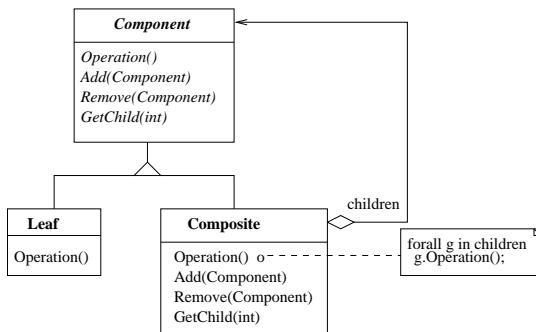 Component
Operation()
Add(Component)
Remove(Component)
GetChild(int)
children
Leaf
Operation()
Composite
Operation() o
Add(Component)
Remove(Component)
GetChild(int)
forall g in children
g.Operation();